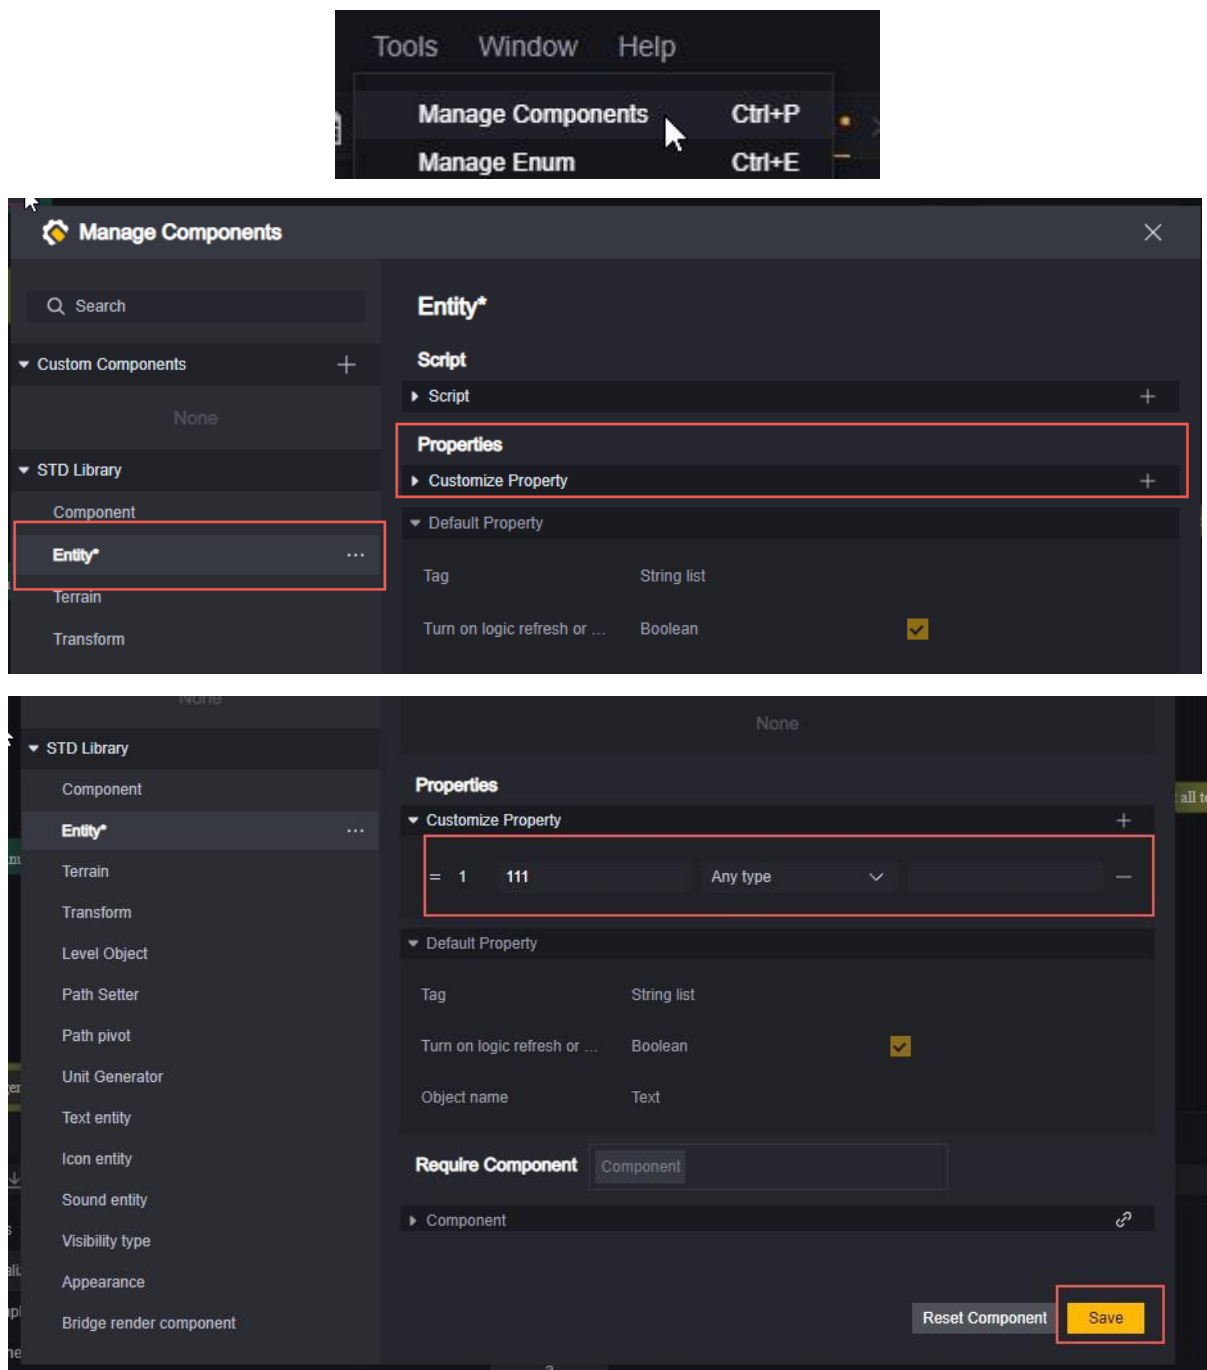 Tools Window Help
Manage Components Ctrl+P
Manage Enum Ctrl+E
Manage Components
Search
Entity*
Script
Custom Components
Script
None
Properties
STD Library
Customize Property
Component
Default Property
Entity*
Tag String list
Terrain
Turn on logic refresh or ... Boolean
Transform
None
None
STD Library
Properties
Component
Customize Property
Entity*
= 1 111 Any type
Terrain
Transform
Default Property
Level Object
Path Setter
Tag String list
Path pivot
Turn on logic refresh or ... Boolean
Unit Generator
Object name Text
Text entity
Icon entity
Require Component Component
Sound entity
Component
Visibility type
Appearance
Bridge render component
Reset Component Save